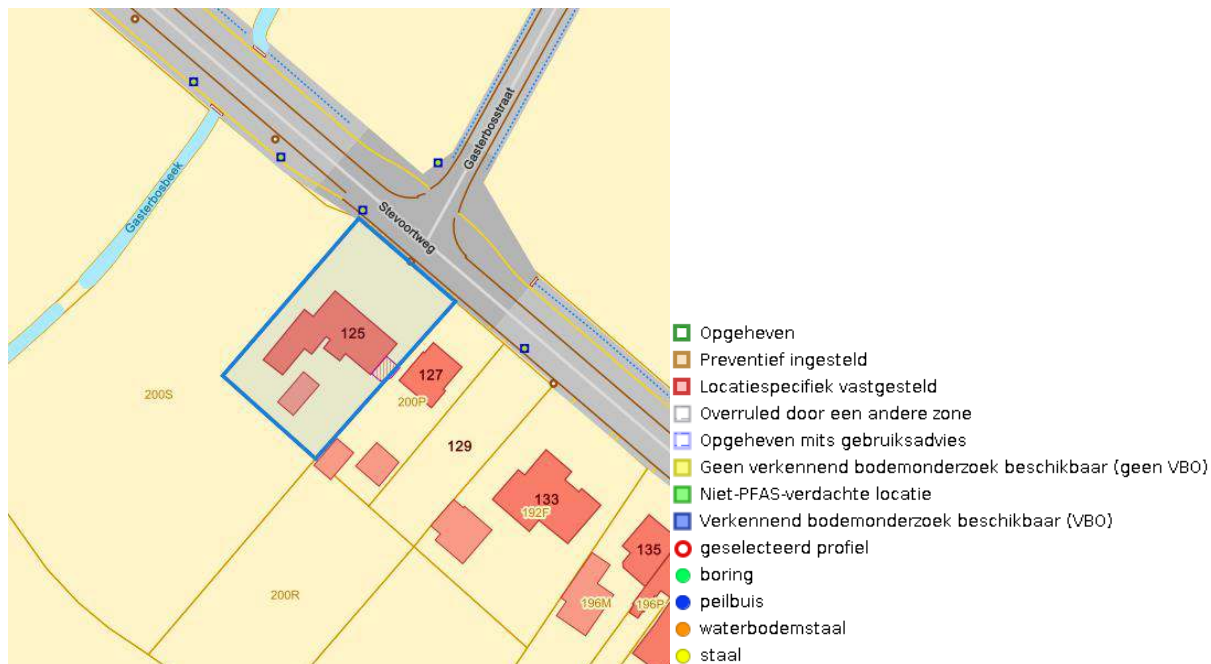 Gasterbosstraat
Gasterbosbeek
Stevoortweg
125
127
200S
200P
129
133
192F
135
200R
196M
196P
Opgeheven
Preventief ingesteld
Locatiespecifiek vastgesteld
Overruled door een andere zone
Opgeheven mits gebruiksadvies
Geen verkennend bodemonderzoek beschikbaar (geen VBO)
Niet-PFAS-verdachte locatie
Verkennend bodemonderzoek beschikbaar (VBO)
geselecteerd profiel
boring
peilbuis
waterbodemstaal
staal